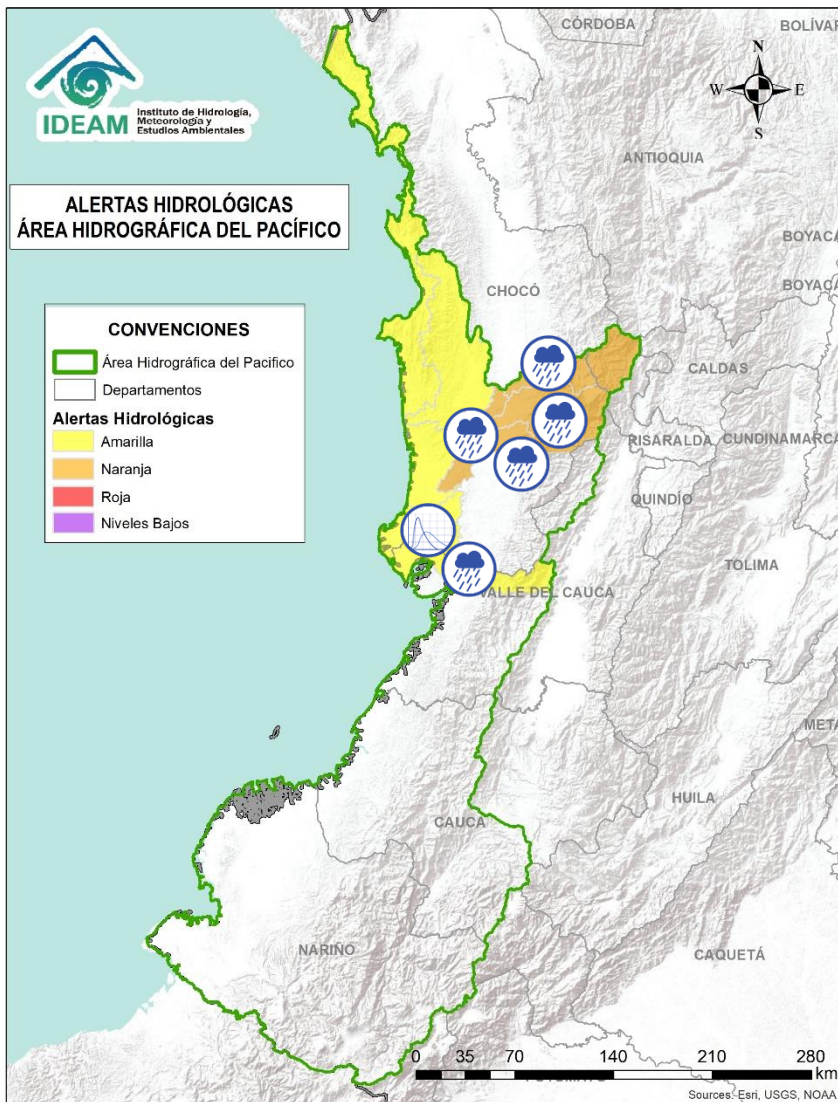 CÓRDOBA
BOLÍVAR
N
W
E
S
IDEAM
Instituto de Hidrología,
Meteorología y
Estudios Ambientales
ANTIOQUIA
ALERTAS HIDROLÓGICAS
ÁREA HIDROGRÁFICA DEL PACÍFICO
BOYACÁ
BOYACÁ
CHOCÓ
CONVENCIONES
Área Hidrográfica del Pacifico
Departamentos
Alertas Hidrológicas
Amarilla
Naranja
Roja
Niveles Bajos
CALDAS
RISARALDA
CUNDINAMARCA
QUINDÍO
TOLIMA
VALLE DEL CAUCA
META
HUILA
CAUCA
NARIÑO
CAQUETÁ
0 35 70 140 210 280
km
Sources: Esri, USGS, NOAA